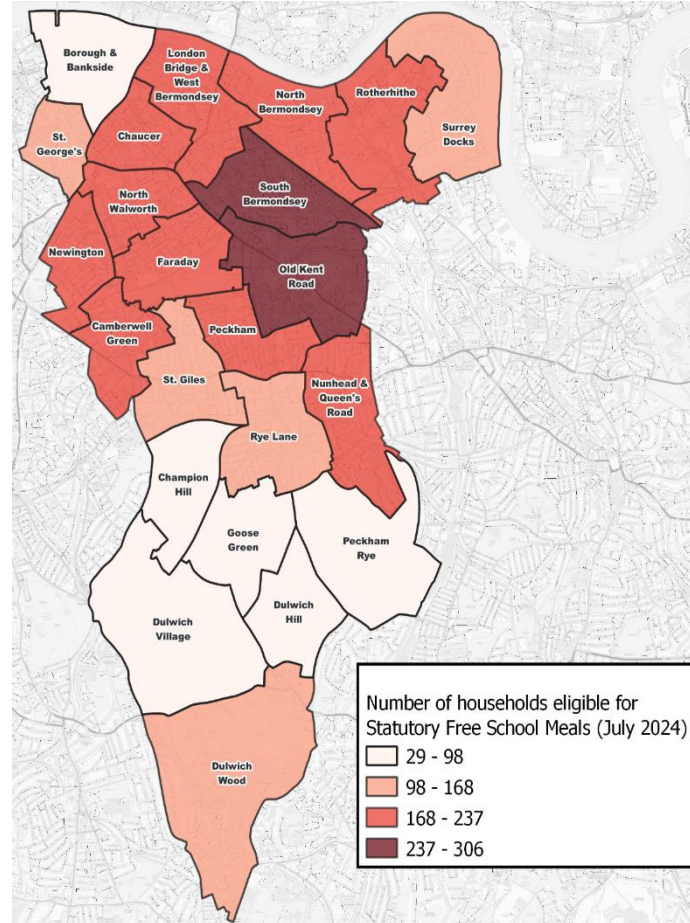 Borough &
Bankside
London
Bridge &
West
Bermondsey
North
Bermondsey
Rotherhithe
Surrey
Docks
St.
George's
Chaucer
South
Bermondsey
North
Walworth
Newington
Faraday
Old Kent
Road
Camberwell
Green
Peckham
St. Giles
Nunhead &
Queen's
Road
Rye Lane
Champion
Hill
Goose
Green
Peckham
Rye
Dulwich
Village
Dulwich
Hill
Dulwich
Wood
Number of households eligible for
Statutory Free School Meals (July 2024)
29 - 98
98 - 168
168 - 237
237 - 306